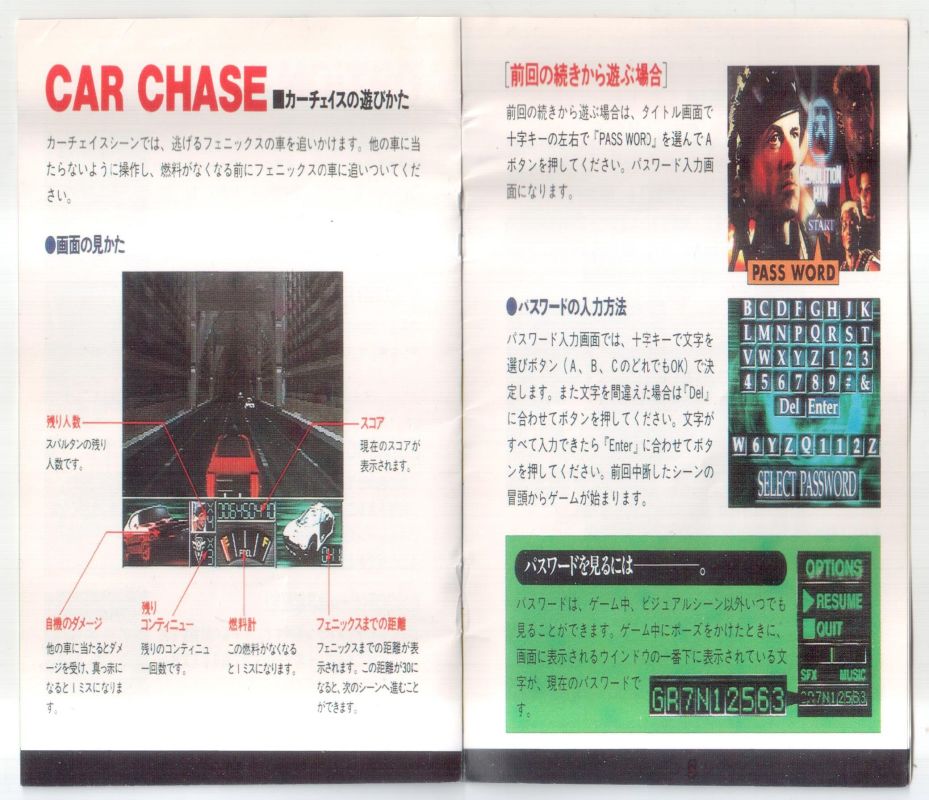 CAR CHASE ■カーチェイスの遊びかた
カーチェイスシーンでは、逃げるフェニックスの車を追いかけます。他の車に当
たらないように操作し、燃料がなくなる前にフェニックスの車に追いついてくだ
さい。
●画面の見かた
残り人数
スパルタンの残り
人数です。
スコア
現在のスコアが
表示されます。
FUEL
自機のダメージ
他の車に当たるとダメ
ージを受け、真っ赤に
なると1ミスになりま
す。
残り
コンティニュー
残りのコンティニュ
ー回数です。
燃料計
この燃料がなくなる
と1ミスになります。
フェニックスまでの距離
フェニックスまでの距離が表
示されます。この距離が30に
なると、次のシーンへ進むこと
ができます。
[前回の続きから遊ぶ場合]
前回の続きから遊ぶ場合は、タイトル画面で
十字キーの左右で『PASS WORD』を選んでA
ボタンを押してください。パスワード入力画
面になります。
DEMOLITION
MAN
START
PASS WORD
●パスワードの入力方法
パスワード入力画面では、十字キーで文字を
選びボタン(A、B、CのどれでもOK)で決
定します。また文字を間違えた場合は『Del』
に合わせてボタンを押してください。文字が
すべて入力できたら『Enter』に合わせてボタ
ンを押してください。前回中断したシーンの
冒頭からゲームが始まります。
B C D F G H J K
L M N P Q R S T
V W X Y Z 1 2 3
4 5 6 7 8 9 # &
Del Enter
W 6 Y Z Q 1 1 2 Z
SELECT PASSWORD
パスワードを見るには――――。
パスワードは、ゲーム中、ビジュアルシーン以外いつでも
見ることができます。ゲーム中にポーズをかけたときに、
画面に表示されるウインドウの一番下に表示されている文
字が、現在のパスワードで
す。
GR7N12563
OPTIONS
RESUME
QUIT
SFX MUSIC
GR7N12563